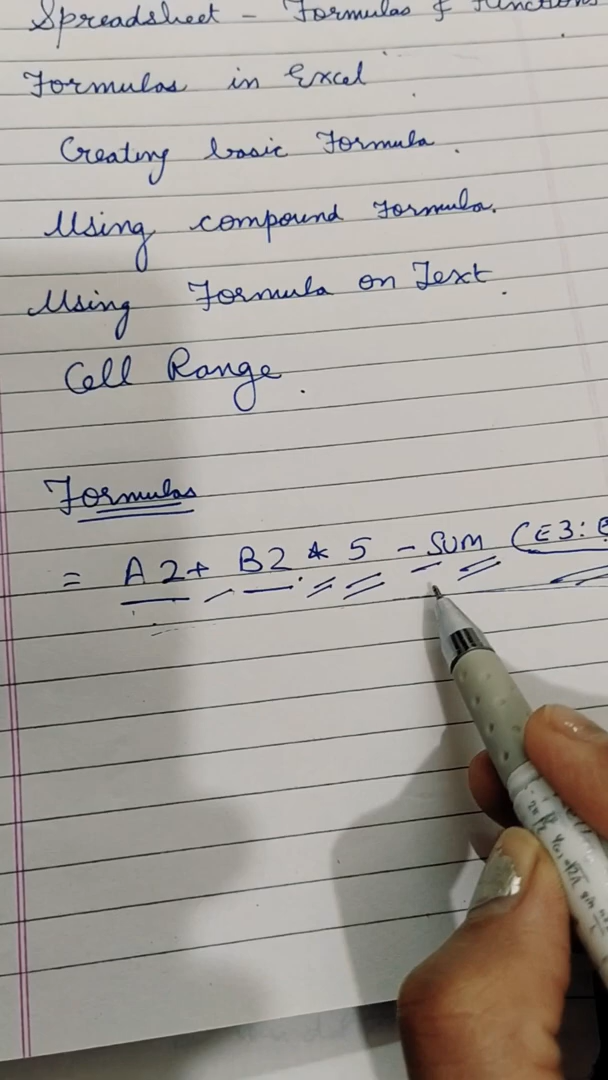 Spreadsheet - Formulas & Functions
Formulas in Excel
Creating basic Formula.
Using compound Formula.
Using Formula on Text.
Cell Range.
Formulas
= A2+ B2 * 5 - SUM (E3: